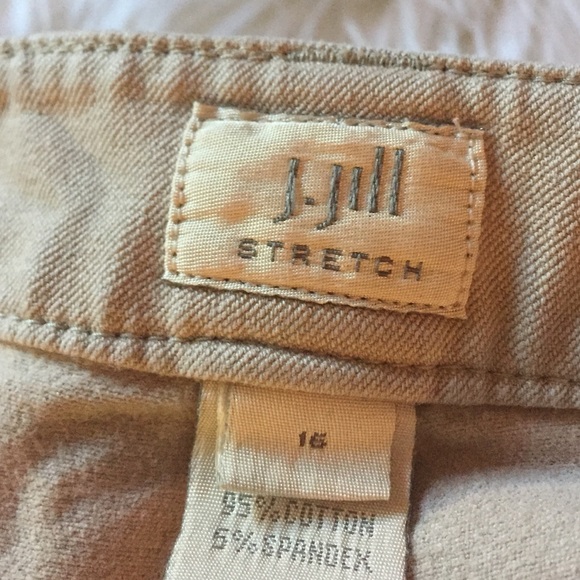 J.Jill
STRETCH
16
95% COTTON
5% SPANDEX